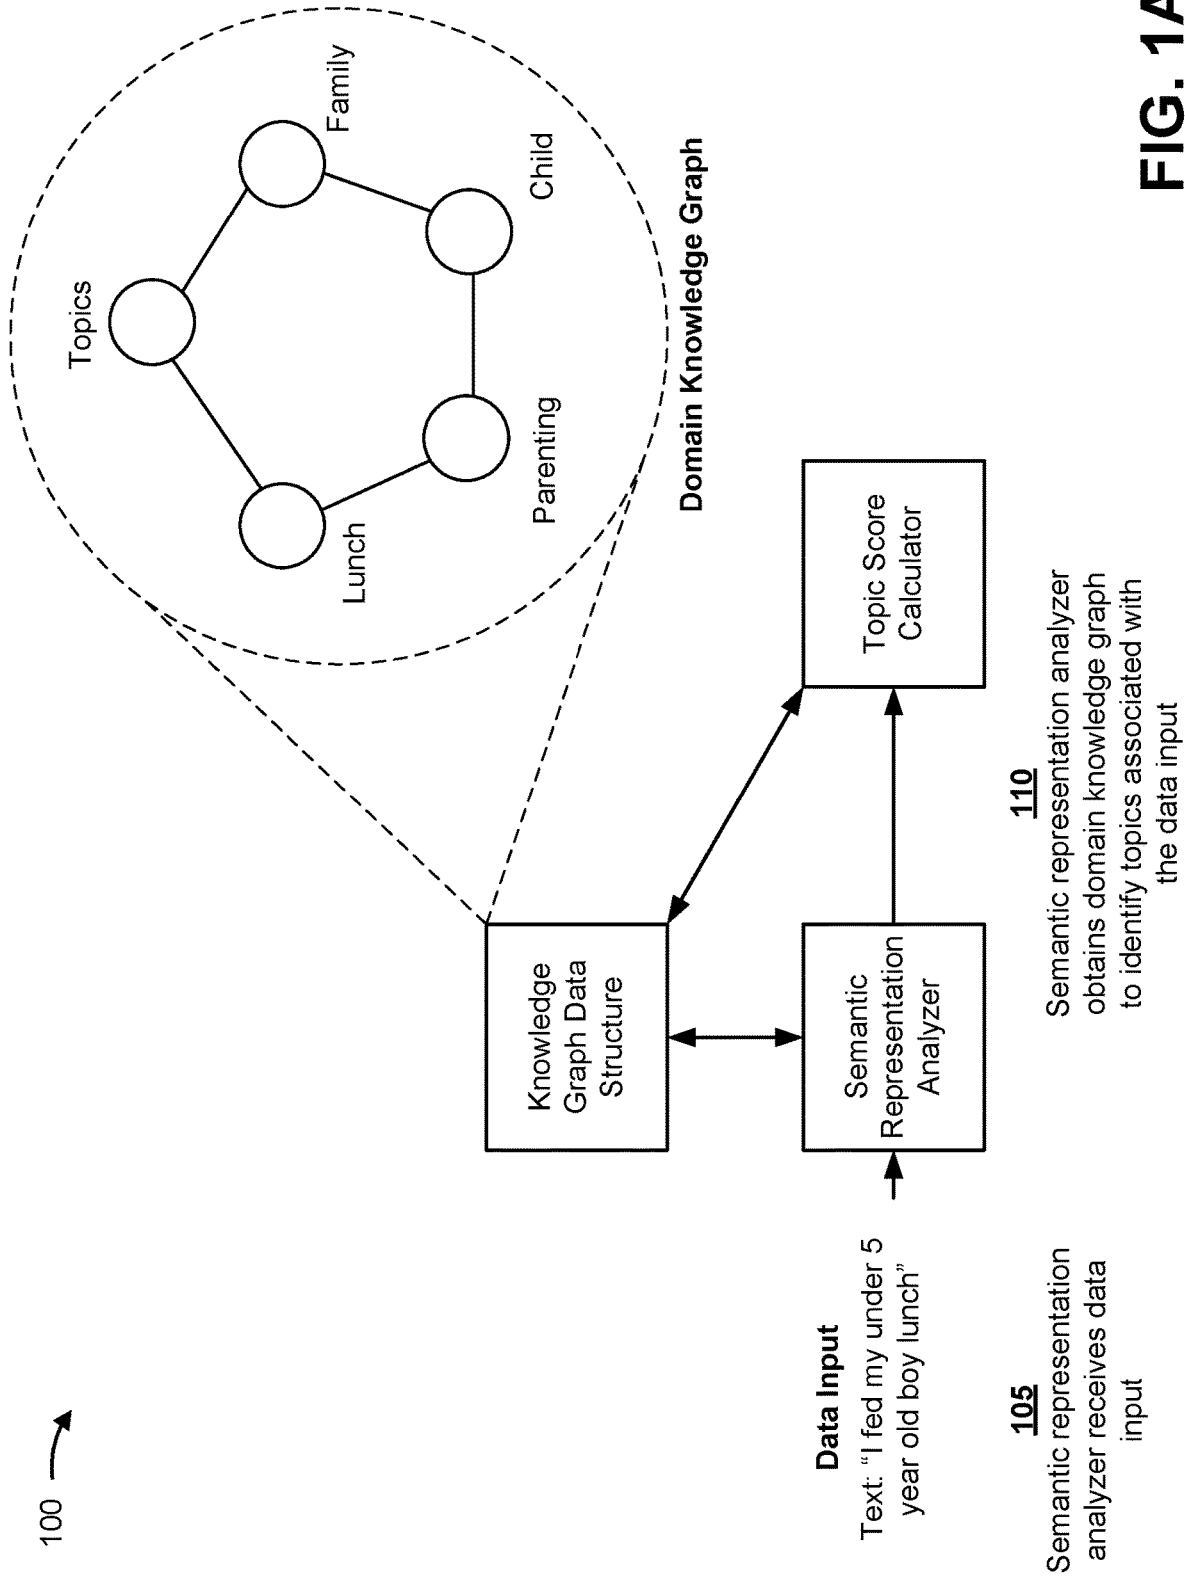 100
Topics
Family
Lunch
Child
Parenting
Domain Knowledge Graph
Knowledge
Graph Data
Structure
Data Input
Text: “I fed my under 5
year old boy lunch”
Semantic
Representation
Analyzer
Topic Score
Calculator
105
Semantic representation
analyzer receives data
input
110
Semantic representation analyzer
obtains domain knowledge graph
to identify topics associated with
the data input
FIG. 1A